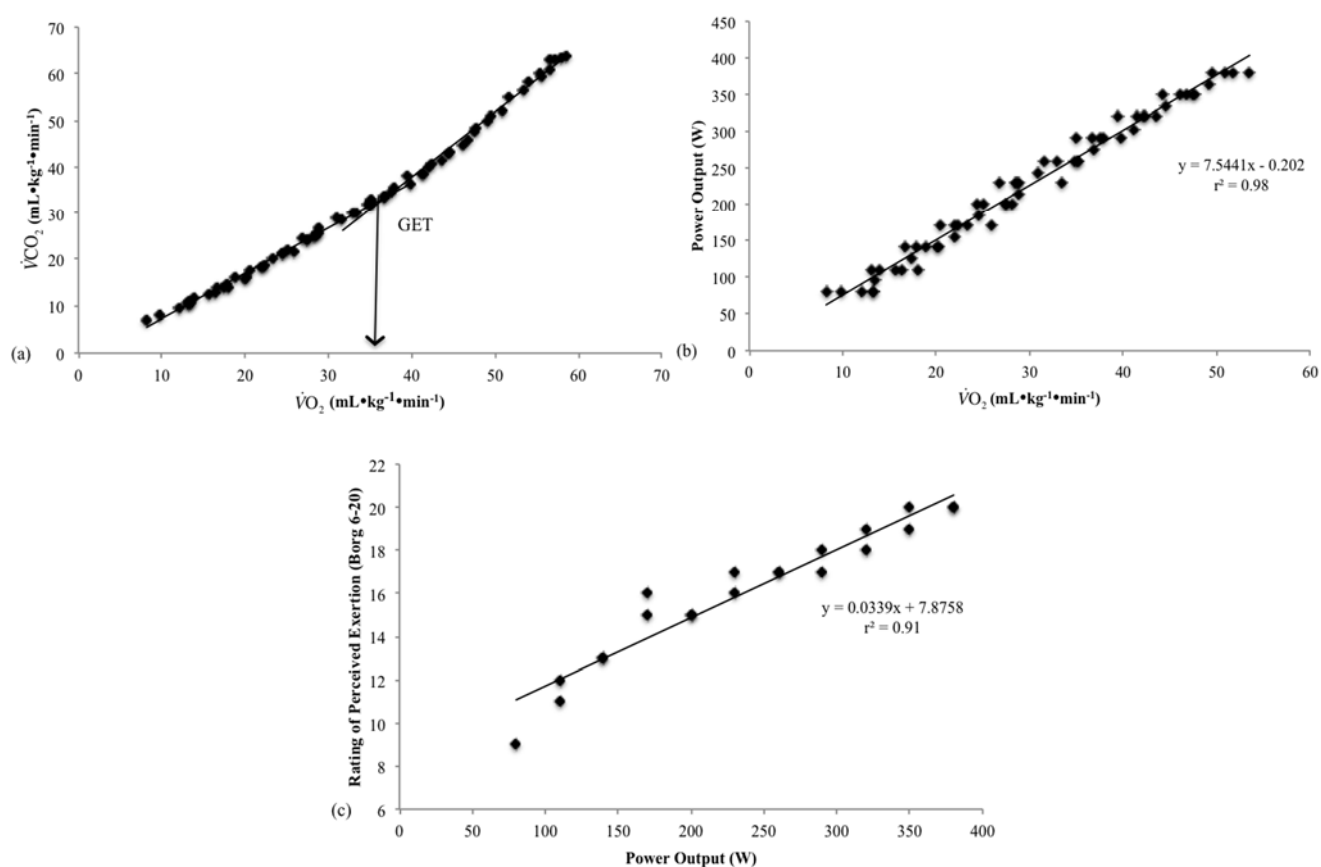 70
60
50
40
30
20
10
0
V̇CO₂ (mL•kg⁻¹•min⁻¹)
GET
(a)
0 10 20 30 40 50 60 70
V̇O₂ (mL•kg⁻¹•min⁻¹)
450
400
350
300
250
200
150
100
50
0
Power Output (W)
y = 7.5441x - 0.202
r² = 0.98
(b)
0 10 20 30 40 50 60
V̇O₂ (mL•kg⁻¹•min⁻¹)
22
20
18
16
14
12
10
8
6
Rating of Perceived Exertion (Borg 6-20)
y = 0.0339x + 7.8758
r² = 0.91
(c)
0 50 100 150 200 250 300 350 400
Power Output (W)